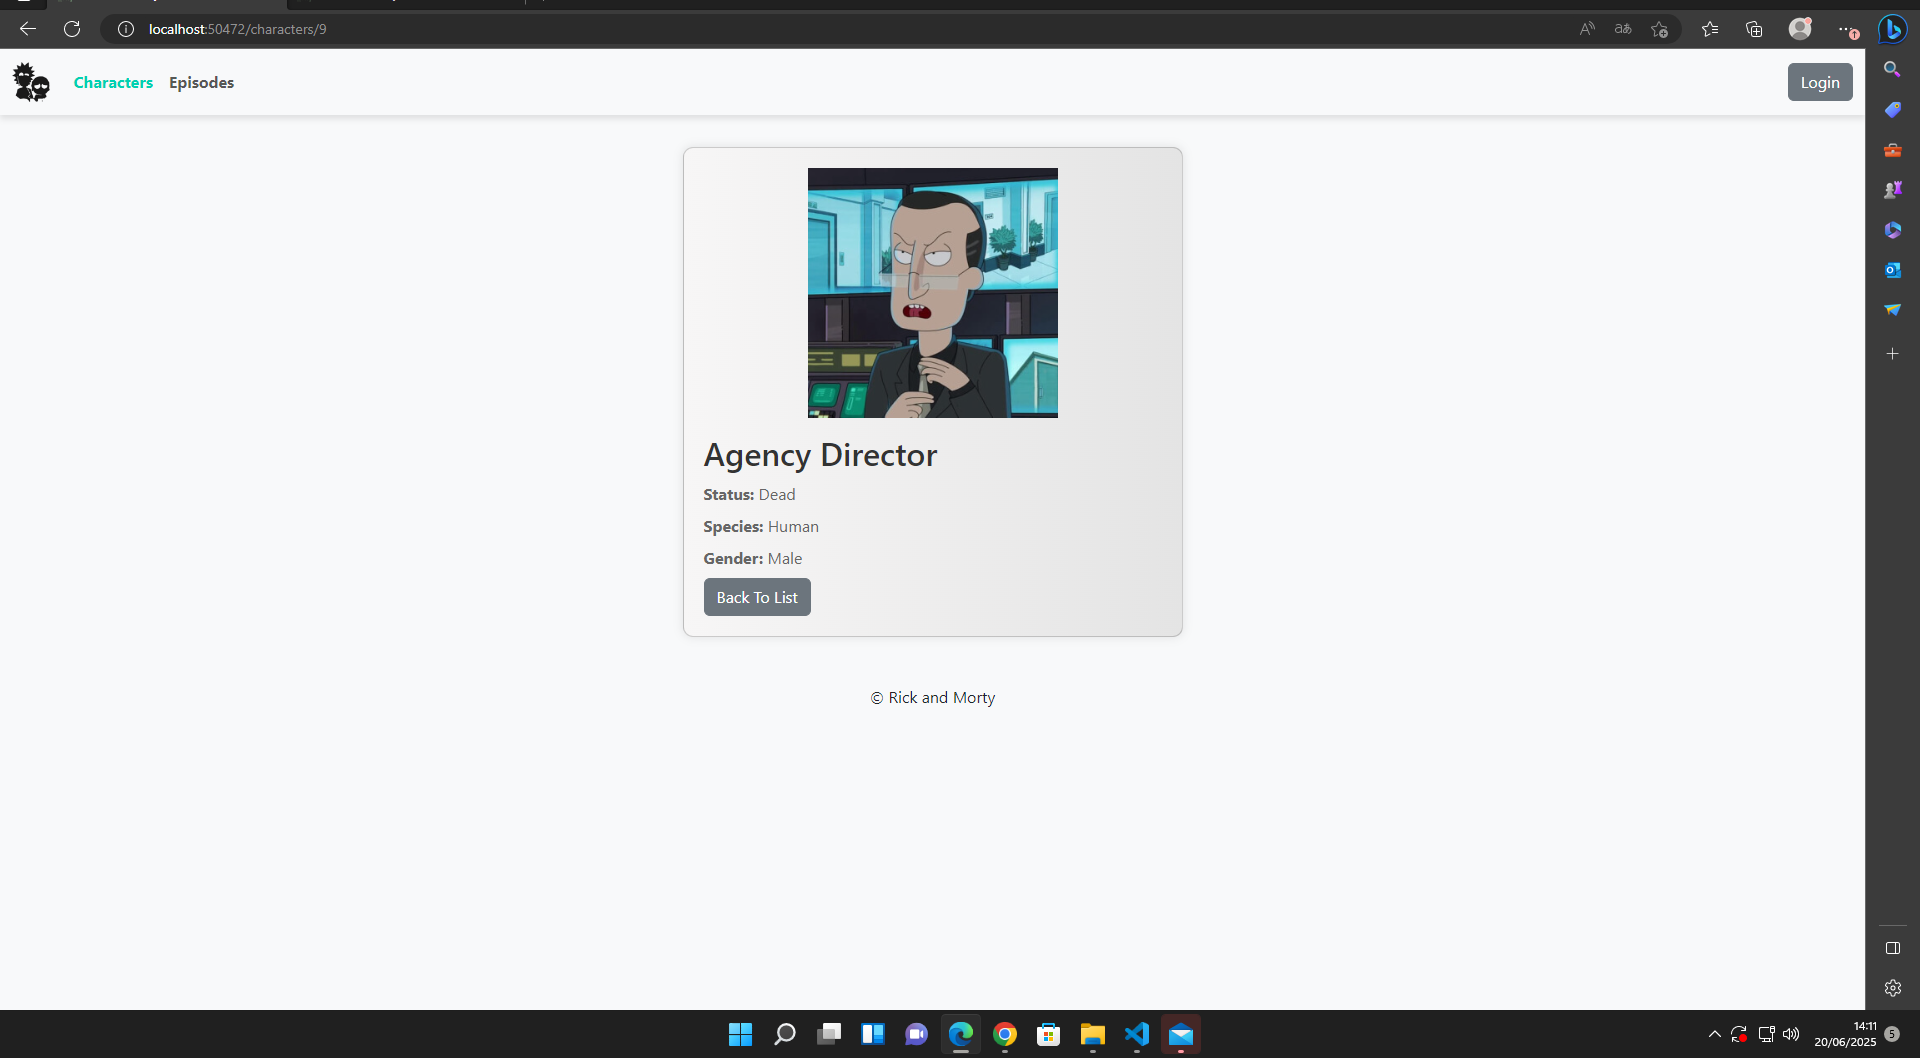 localhost:50472/characters/9
Characters Episodes Login
Agency Director
Status: Dead
Species: Human
Gender: Male
Back To List
© Rick and Morty
14:11
20/06/2025
5